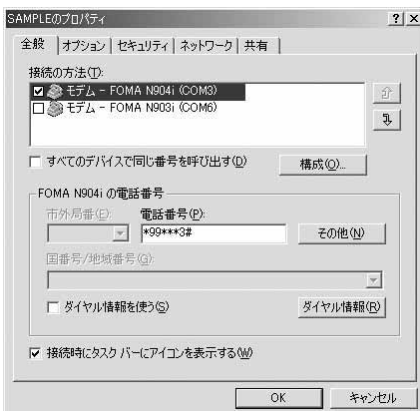 SAMPLEのプロパティ
全般 オプション セキュリティ ネットワーク 共有
接続の方法(T):
モデム - FOMA N904i (COM3)
モデム - FOMA N903i (COM6)
すべてのデバイスで同じ番号を呼び出す(D) 構成(O)...
FOMA N904i の電話番号
市外局番(E): 電話番号(P):
*99***3# その他(N)
国番号/地域番号(G):
ダイヤル情報を使う(S) ダイヤル情報(R)
接続時にタスク バーにアイコンを表示する(W)
OK キャンセル